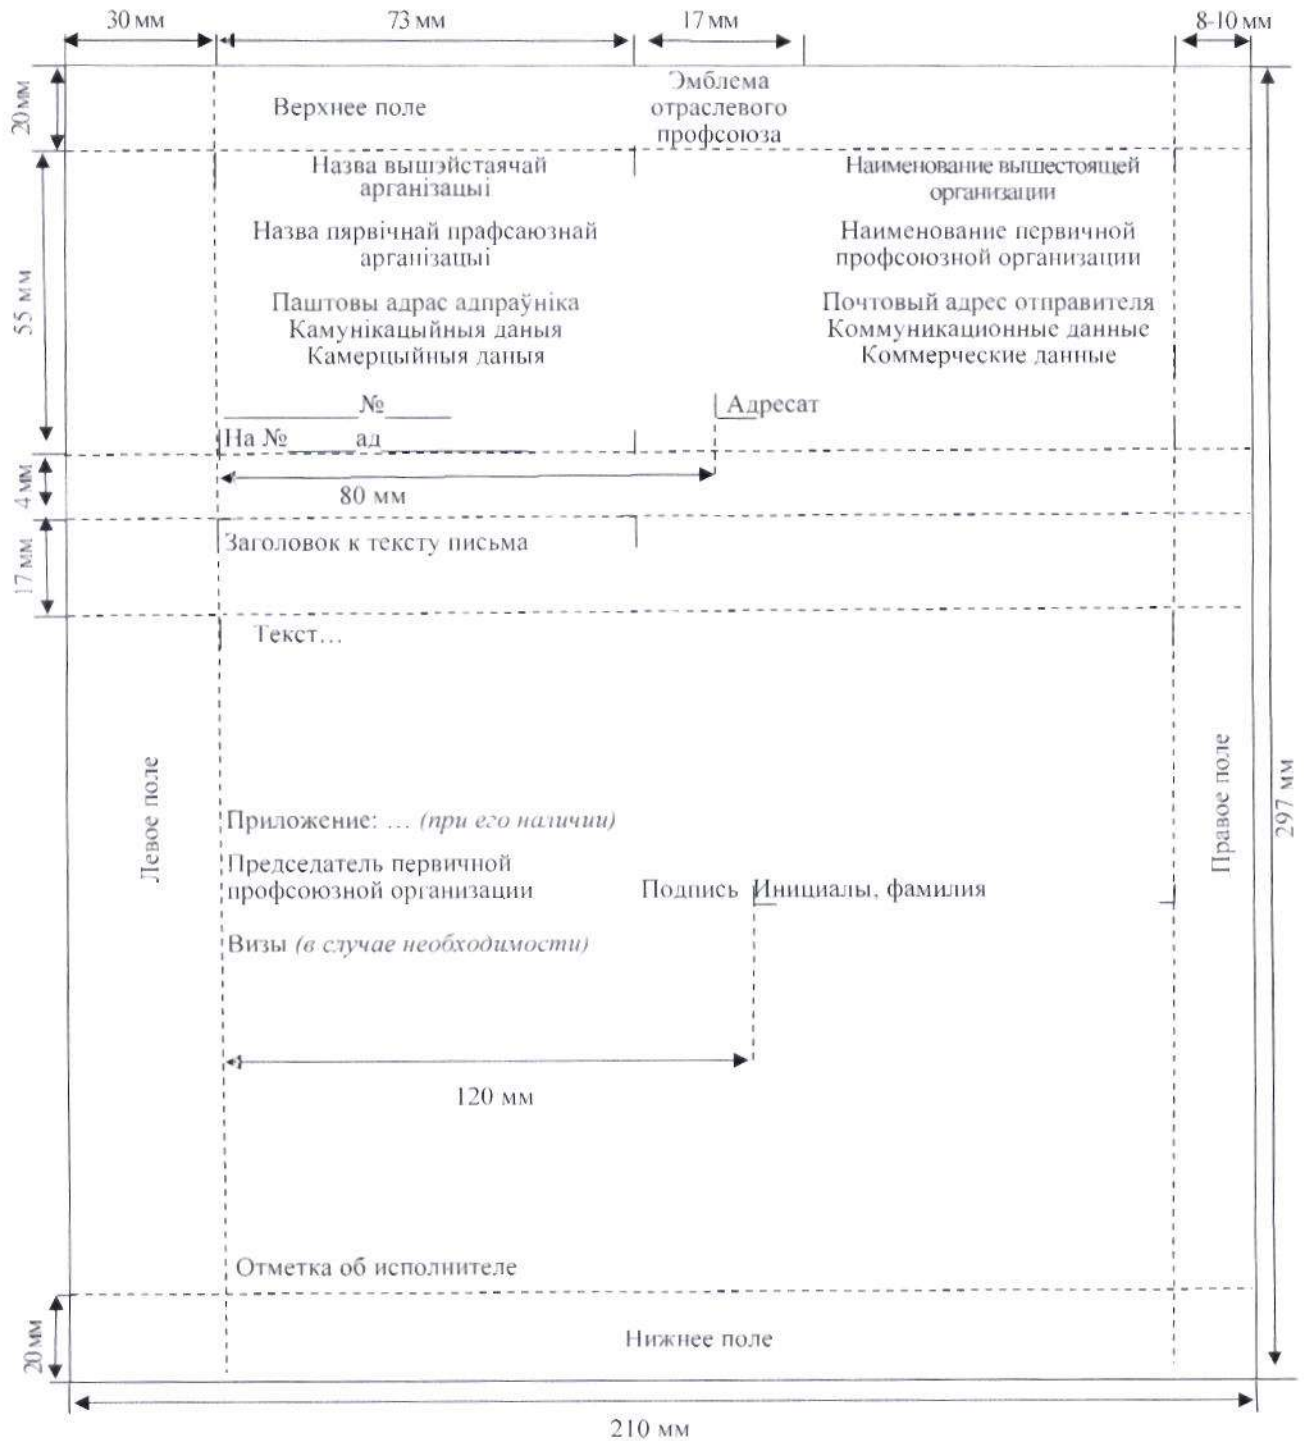 30 мм
73 мм
17 мм
8-10 мм
20 мм
Верхнее поле
Эмблема
отраслевого
профсоюза
55 мм
Назва вышэйстаячай
арганізацыі
Наименование вышестоящей
организации
Назва пярвічнай прафсаюзнай
арганізацыі
Наименование первичной
профсоюзной организации
Паштовы адрас адпраўніка
Камунікацыйныя даныя
Камерцыйныя даныя
Почтовый адрес отправителя
Коммуникационные данные
Коммерческие данные
__________№_____
Адресат
На №_____ад___________
4 мм
80 мм
17 мм
Заголовок к тексту письма
Текст…
Левое поле
Правое поле
297 мм
Приложение: … (при его наличии)
Председатель первичной
профсоюзной организации
Подпись Инициалы, фамилия
Визы (в случае необходимости)
120 мм
Отметка об исполнителе
20 мм
Нижнее поле
210 мм